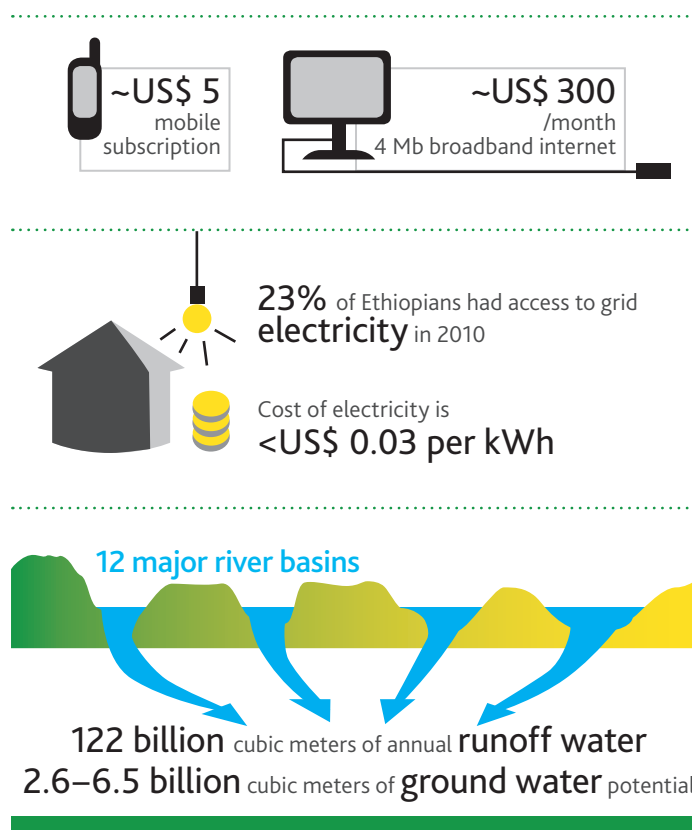 ~US$ 5
mobile
subscription
~US$ 300
/month
4 Mb broadband internet
23% of Ethiopians had access to grid
electricity in 2010
Cost of electricity is
<US$ 0.03 per kWh
12 major river basins
122 billion cubic meters of annual runoff water
2.6–6.5 billion cubic meters of ground water potential